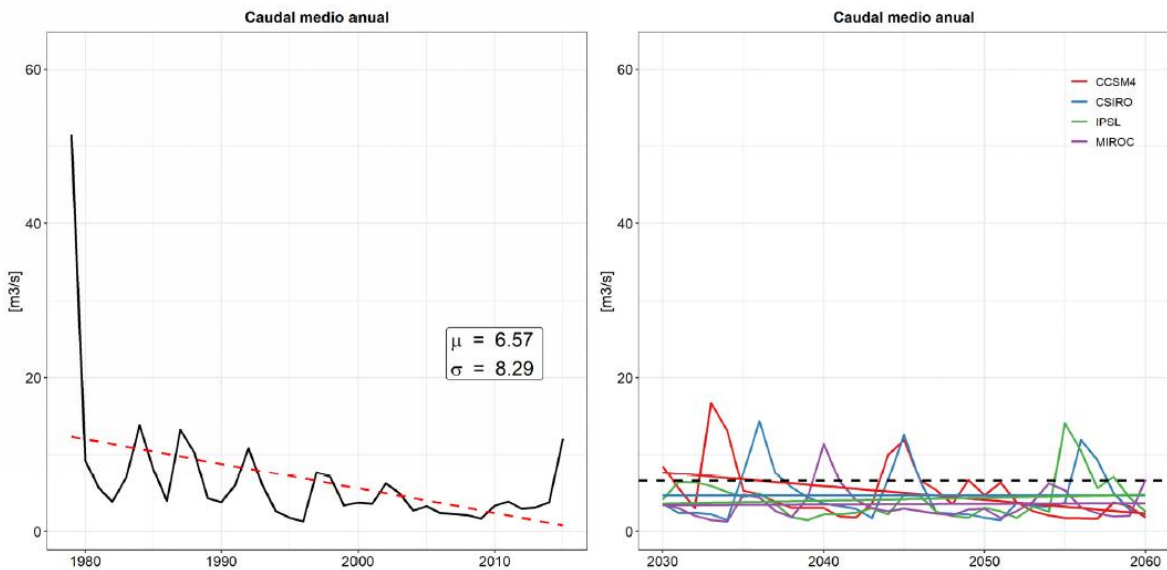 Caudal medio anual
[m3/s]
60
40
20
0
μ = 6.57
σ = 8.29
1980
1990
2000
2010
Caudal medio anual
[m3/s]
60
40
20
0
CCSM4
CSIRO
IPSL
MIROC
2030
2040
2050
2060